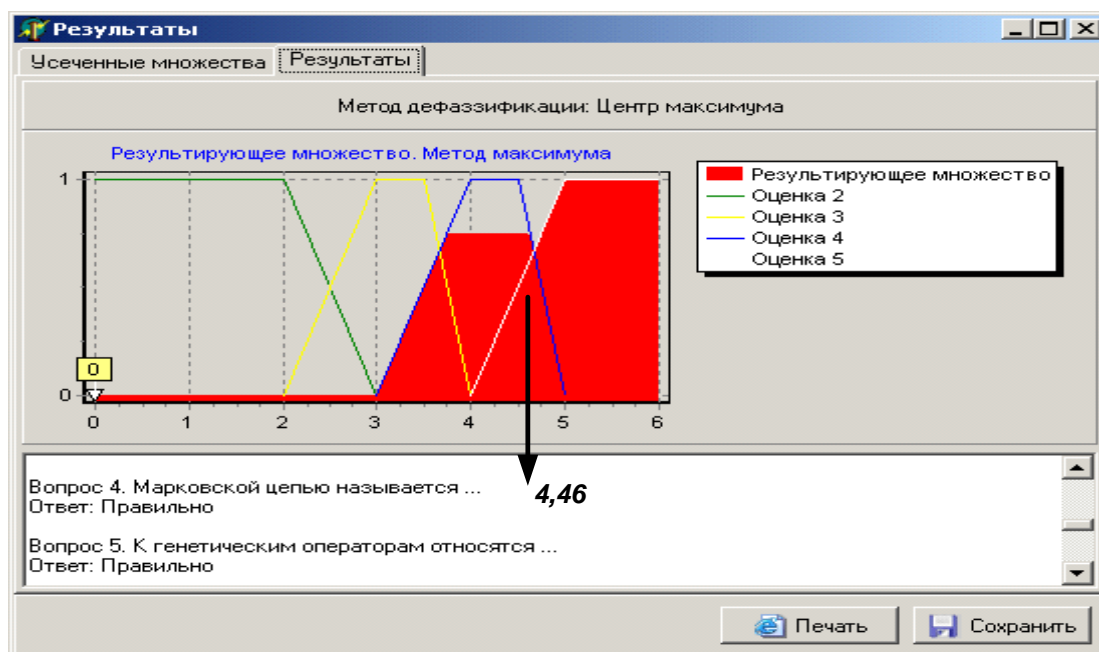 Результаты
Усеченные множества Результаты
Метод дефаззификации: Центр максимума
Результирующее множество. Метод максимума
1
0
0
0 1 2 3 4 5 6
Результирующее множество
Оценка 2
Оценка 3
Оценка 4
Оценка 5
4,46
Вопрос 4. Марковской цепью называется ...
Ответ: Правильно
Вопрос 5. К генетическим операторам относятся ...
Ответ: Правильно
Печать Сохранить